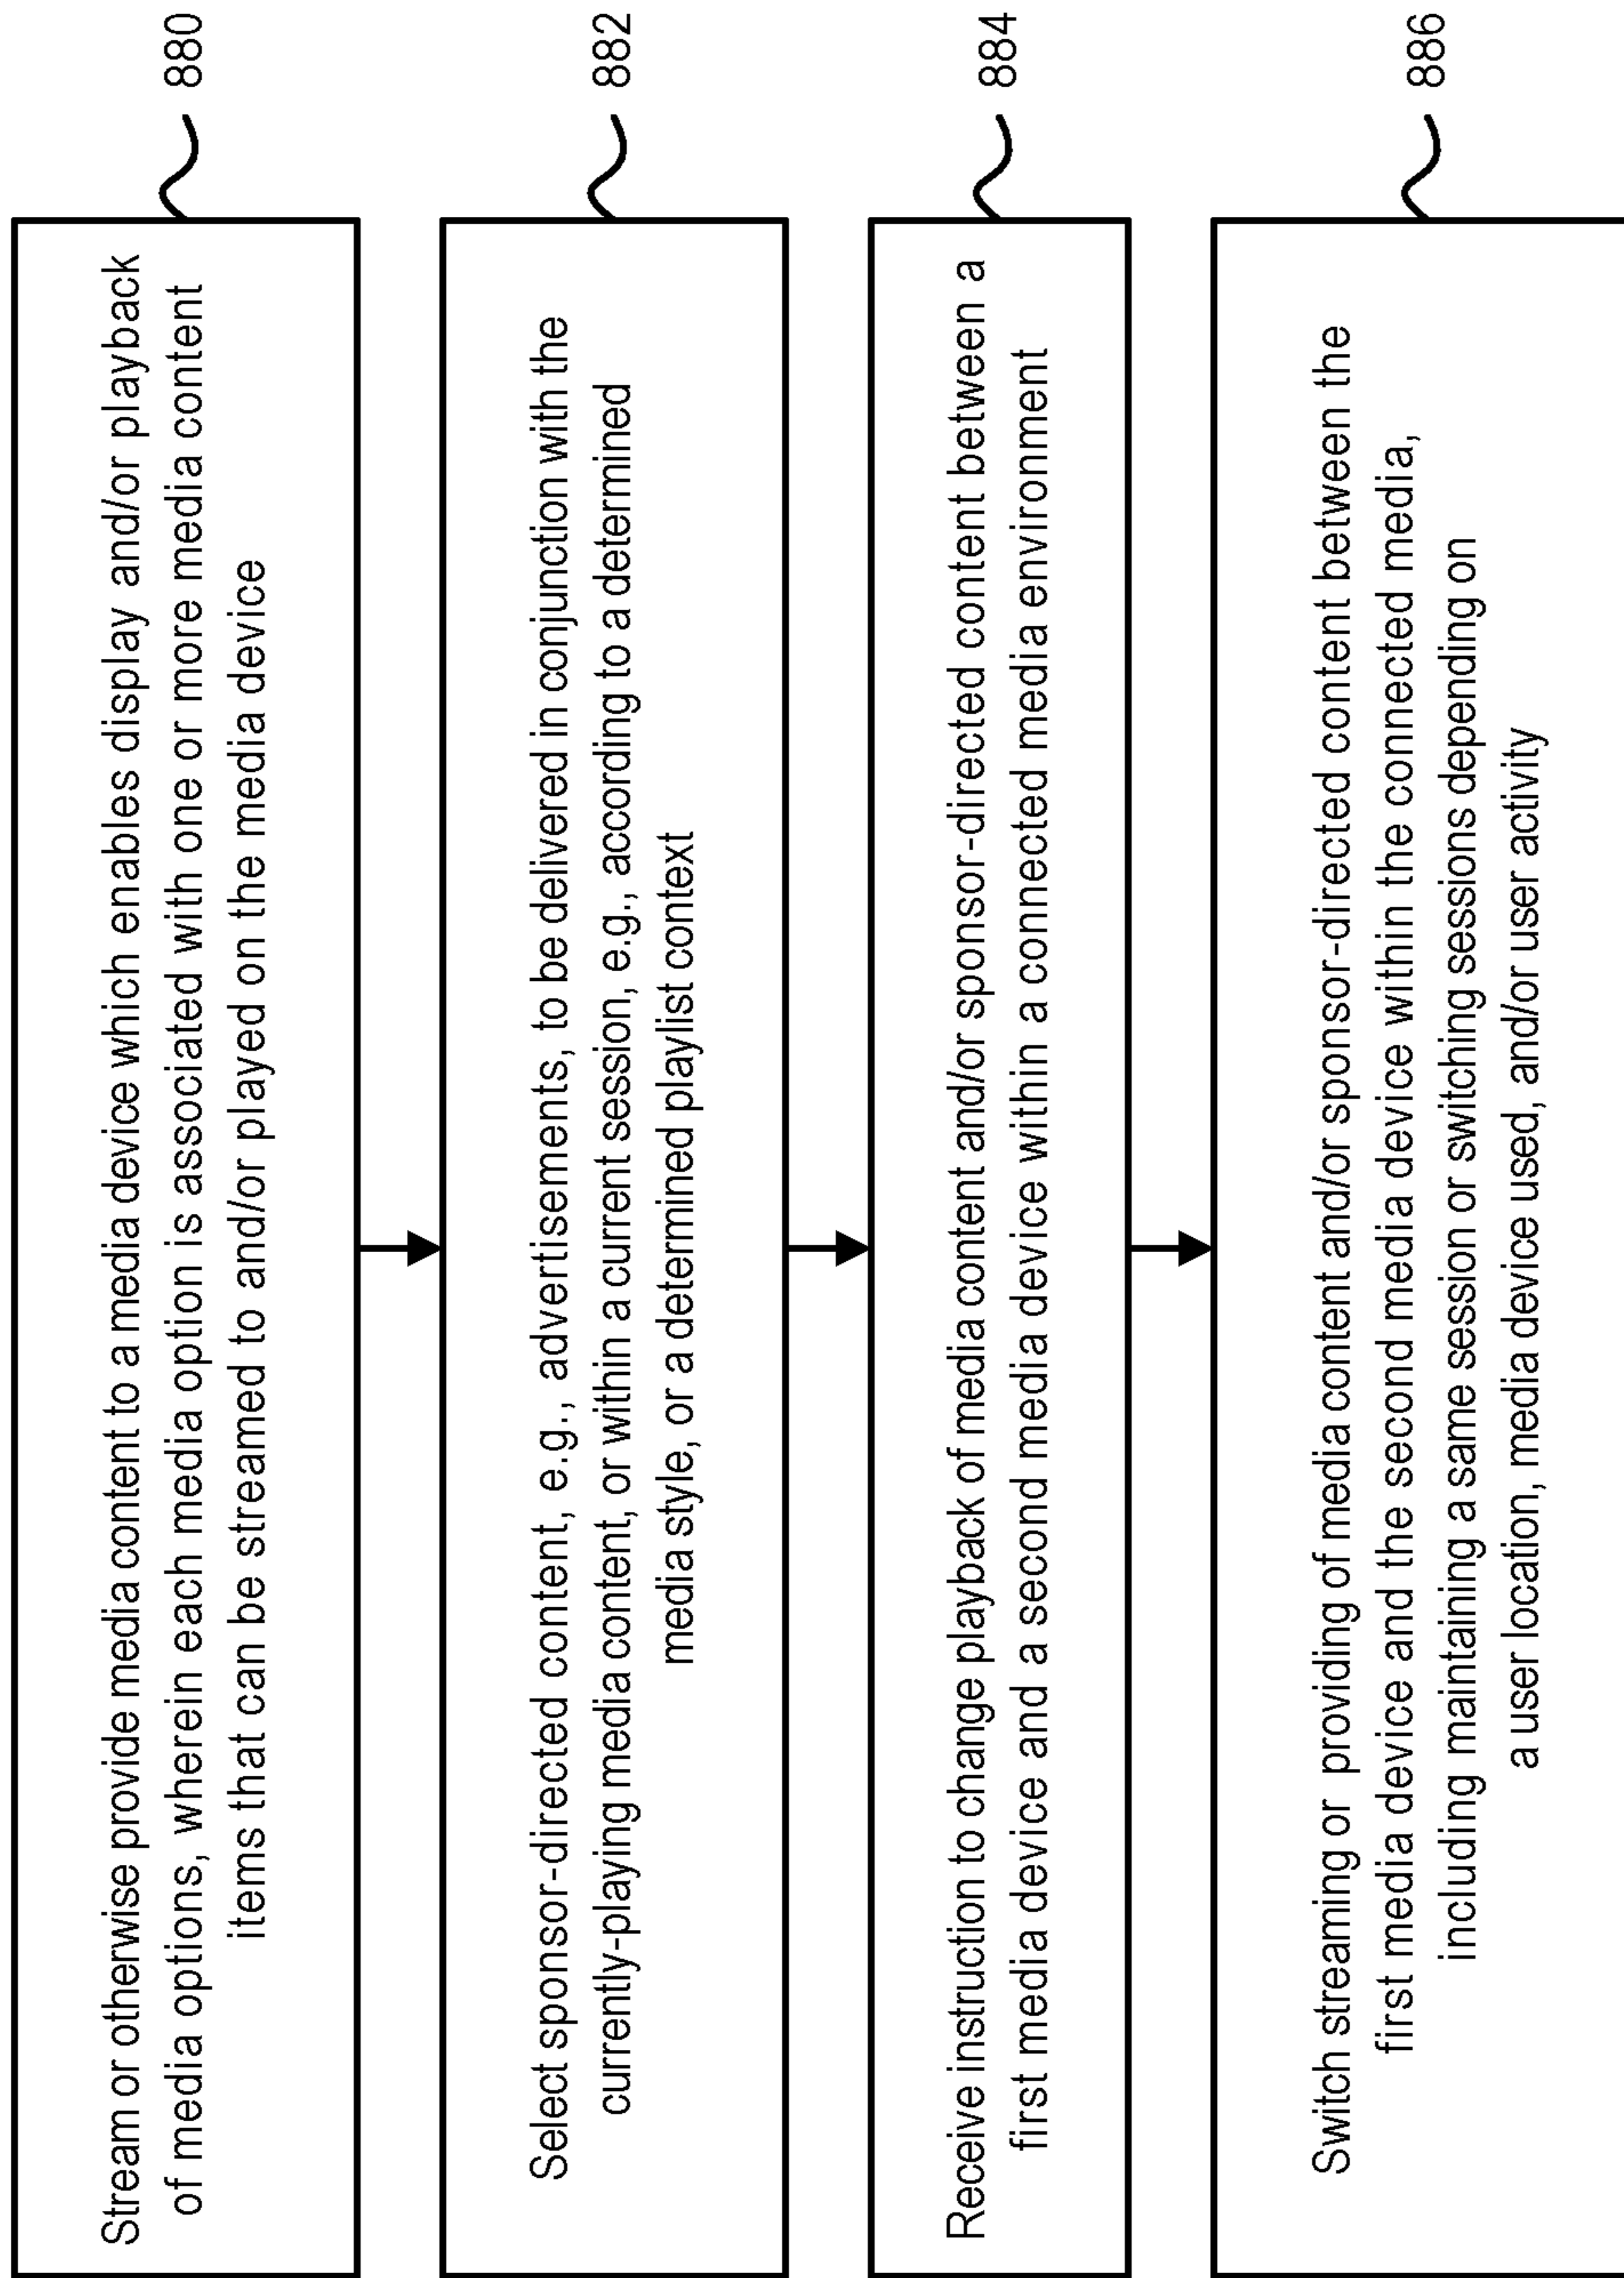 Stream or otherwise provide media content to a media device which enables display and/or playback
of media options, wherein each media option is associated with one or more media content
items that can be streamed to and/or played on the media device
880
Select sponsor-directed content, e.g., advertisements, to be delivered in conjunction with the
currently-playing media content, or within a current session, e.g., according to a determined
media style, or a determined playlist context
882
Receive instruction to change playback of media content and/or sponsor-directed content between a
first media device and a second media device within a connected media environment
884
Switch streaming or providing of media content and/or sponsor-directed content between the
first media device and the second media device within the connected media,
including maintaining a same session or switching sessions depending on
a user location, media device used, and/or user activity
886